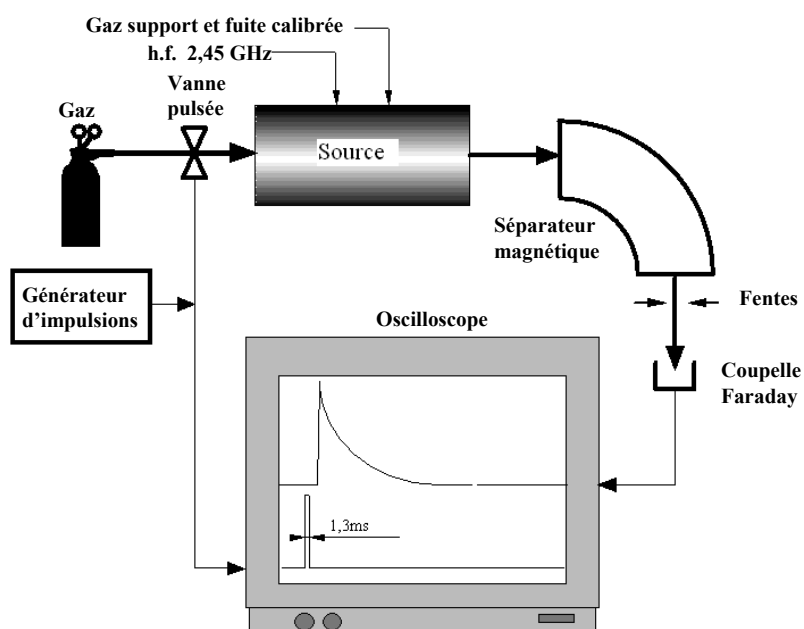 Gaz support et fuite calibrée
h.f. 2,45 GHz
Vanne
pulsée
Gaz
Source
Séparateur
magnétique
Générateur
d'impulsions
Fentes
Oscilloscope
Coupelle
Faraday
1,3ms